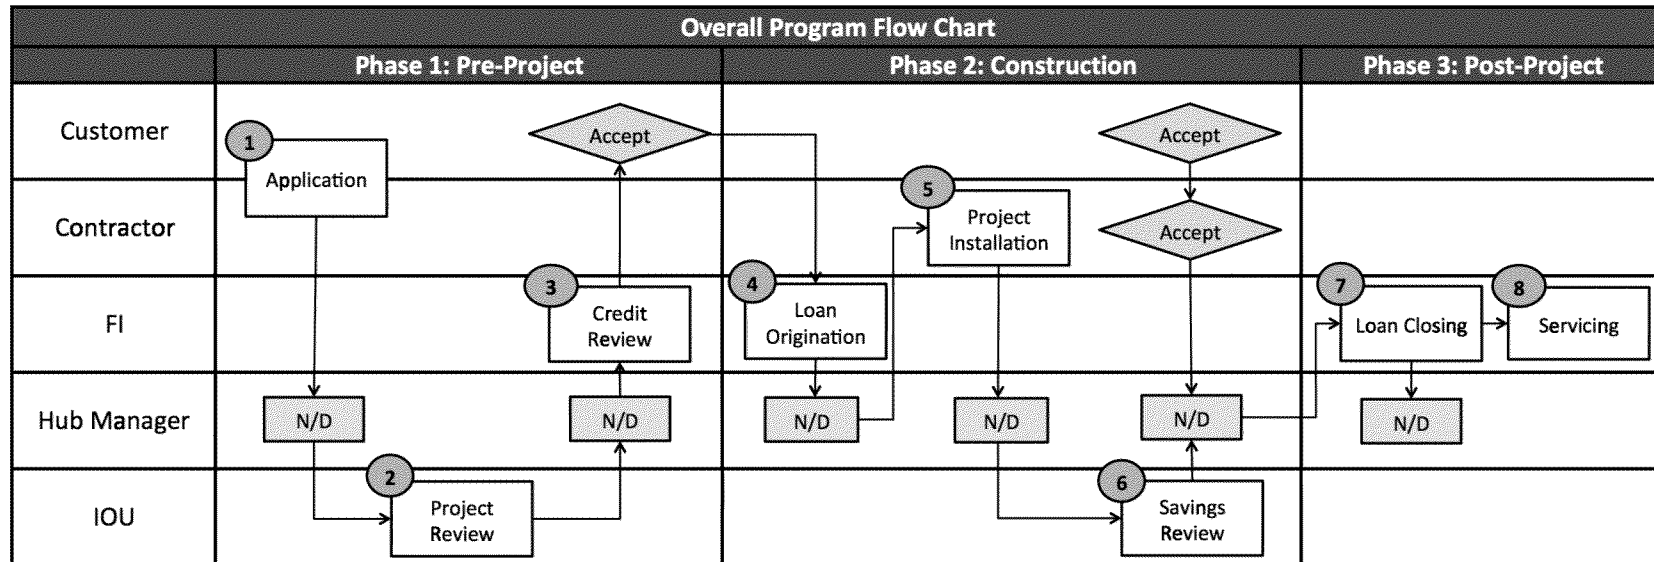 Overall Program Flow Chart
Phase 1: Pre-Project
Phase 2: Construction
Phase 3: Post-Project
Customer
1
Application
Accept
Accept
Contractor
5
Project
Installation
Accept
FI
3
Credit
Review
4
Loan
Origination
7
Loan Closing
8
Servicing
Hub Manager
N/D
N/D
N/D
N/D
N/D
N/D
IOU
2
Project
Review
6
Savings
Review